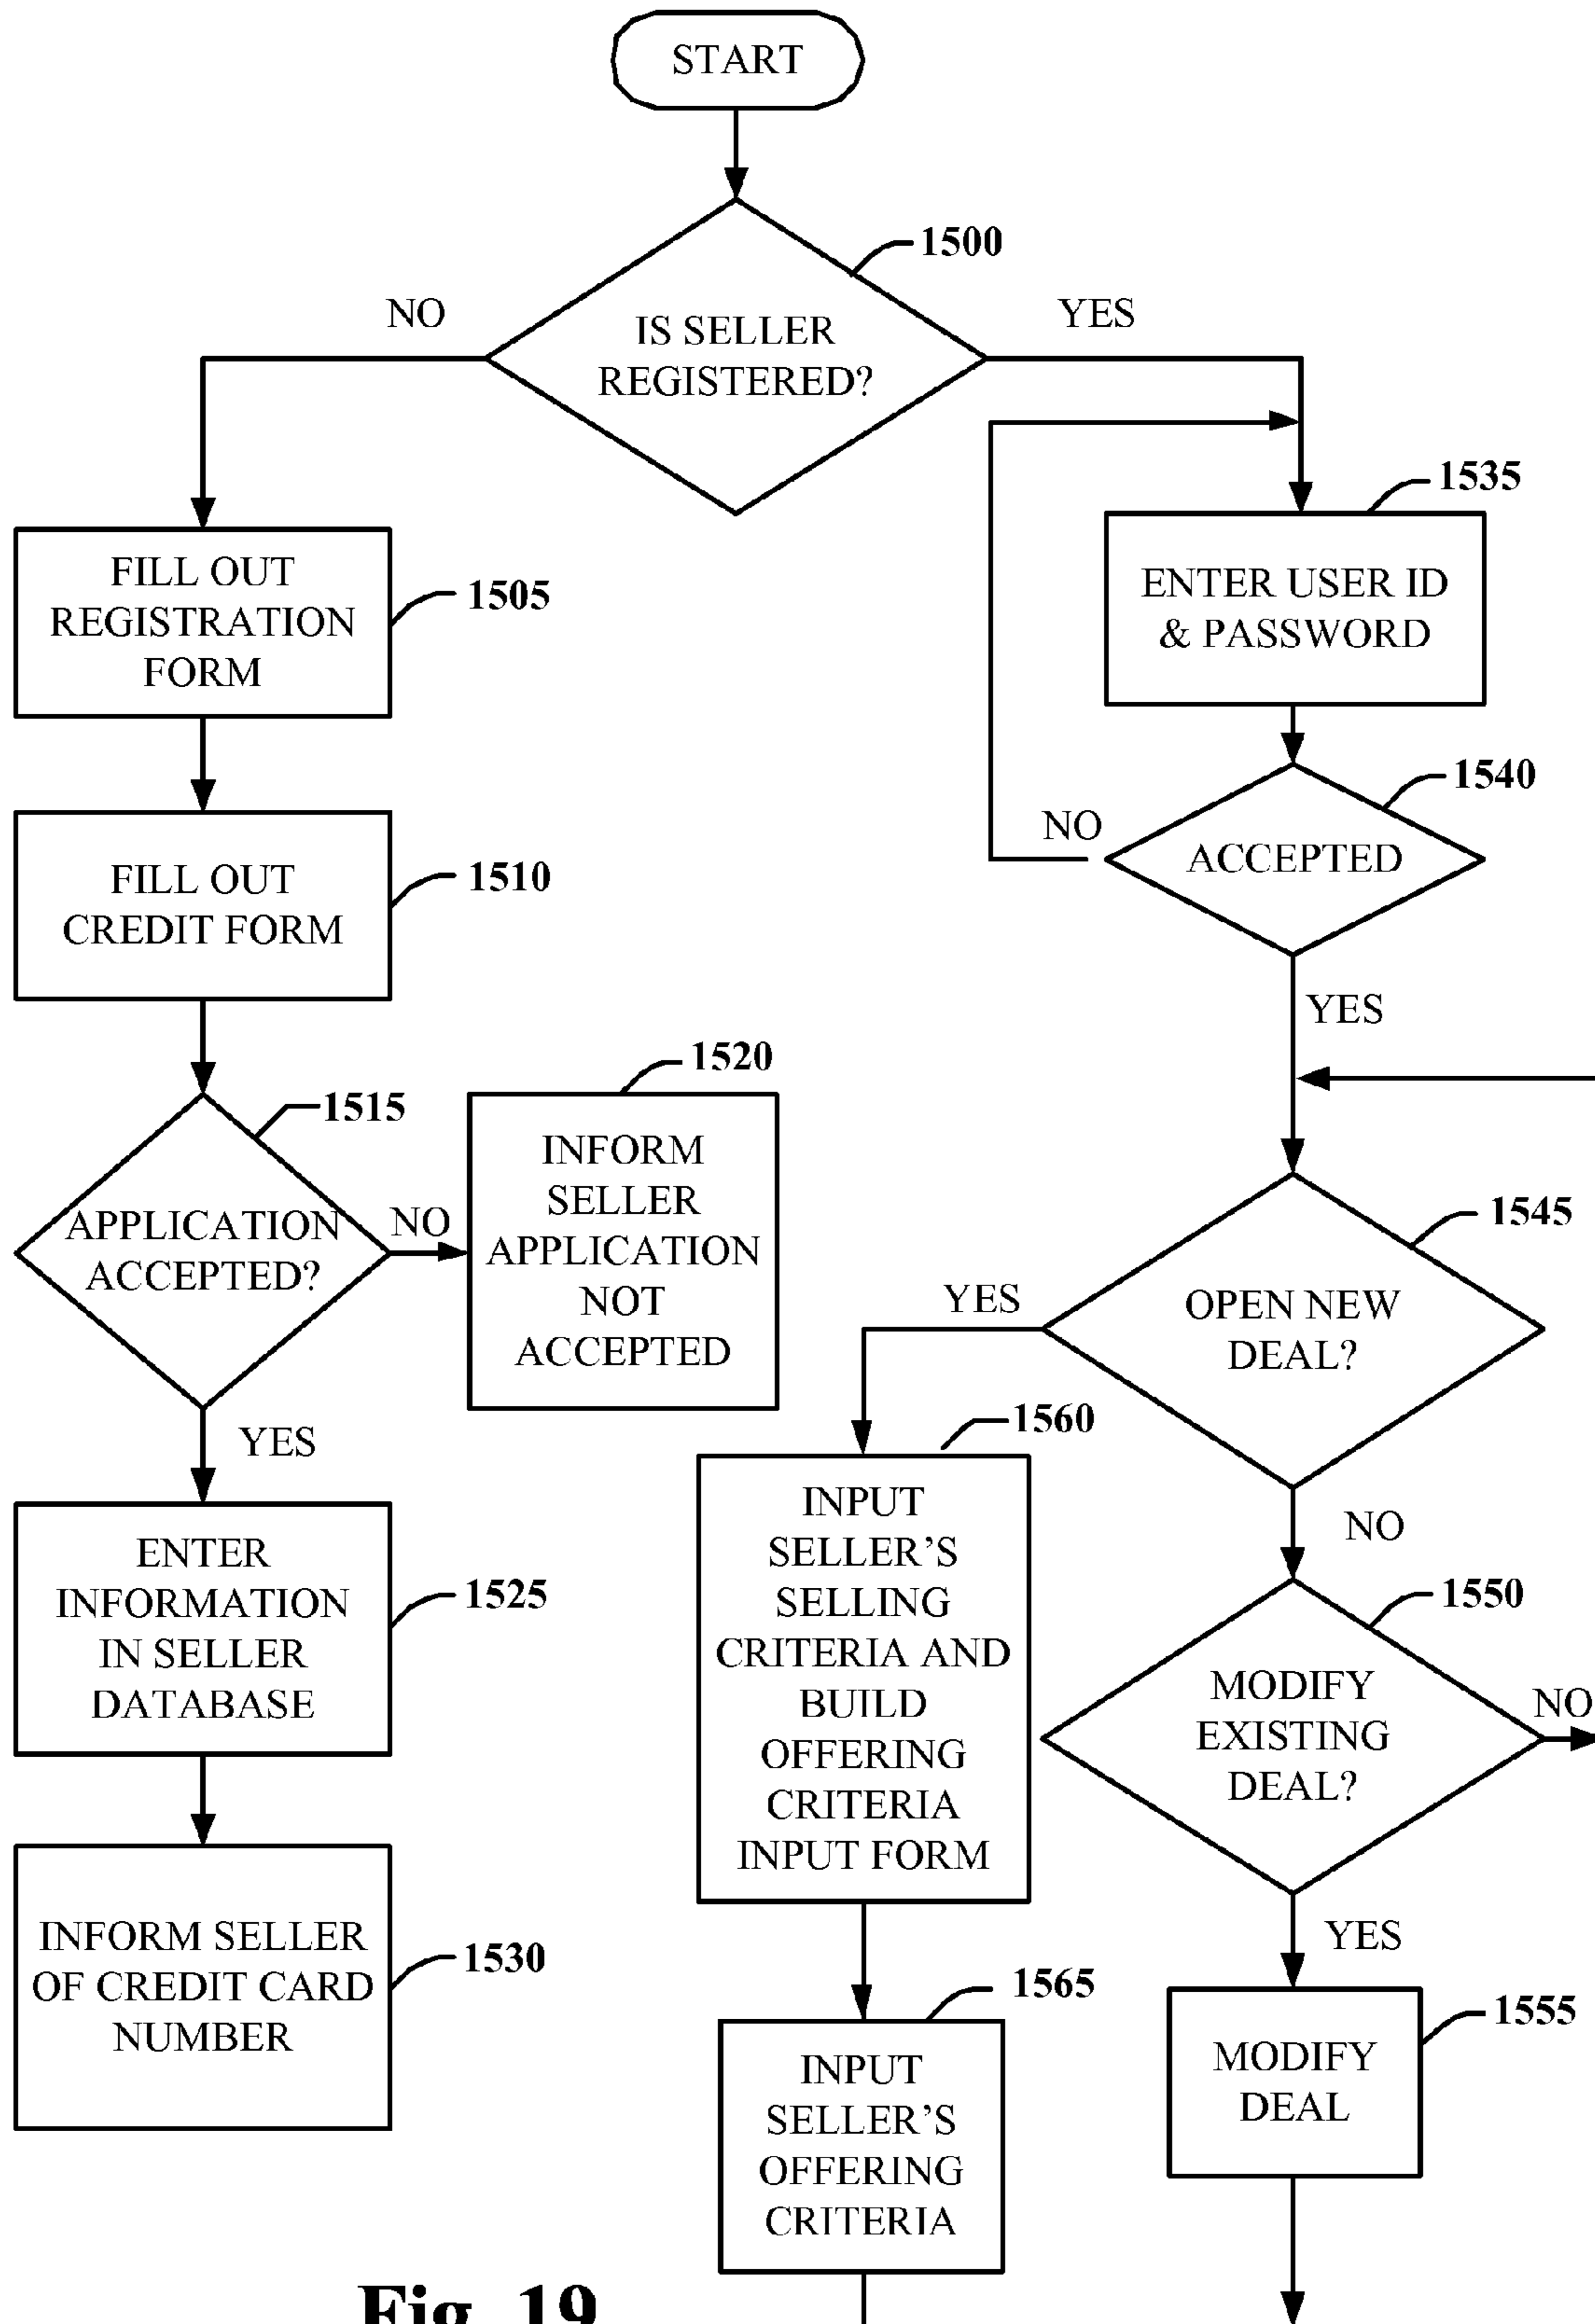 START
1500
NO
YES
IS SELLER
REGISTERED?
1535
FILL OUT
REGISTRATION
FORM
1505
ENTER USER ID
& PASSWORD
1540
NO
ACCEPTED
FILL OUT
CREDIT FORM
1510
YES
1520
1515
INFORM
SELLER
APPLICATION
NOT
ACCEPTED
APPLICATION
ACCEPTED?
NO
1545
YES
OPEN NEW
DEAL?
1560
YES
INPUT
SELLER’S
SELLING
CRITERIA AND
BUILD
OFFERING
CRITERIA
INPUT FORM
NO
ENTER
INFORMATION
IN SELLER
DATABASE
1525
1550
MODIFY
EXISTING
DEAL?
NO
INFORM SELLER
OF CREDIT CARD
NUMBER
1530
YES
1565
1555
INPUT
SELLER’S
OFFERING
CRITERIA
MODIFY
DEAL
Fig. 19